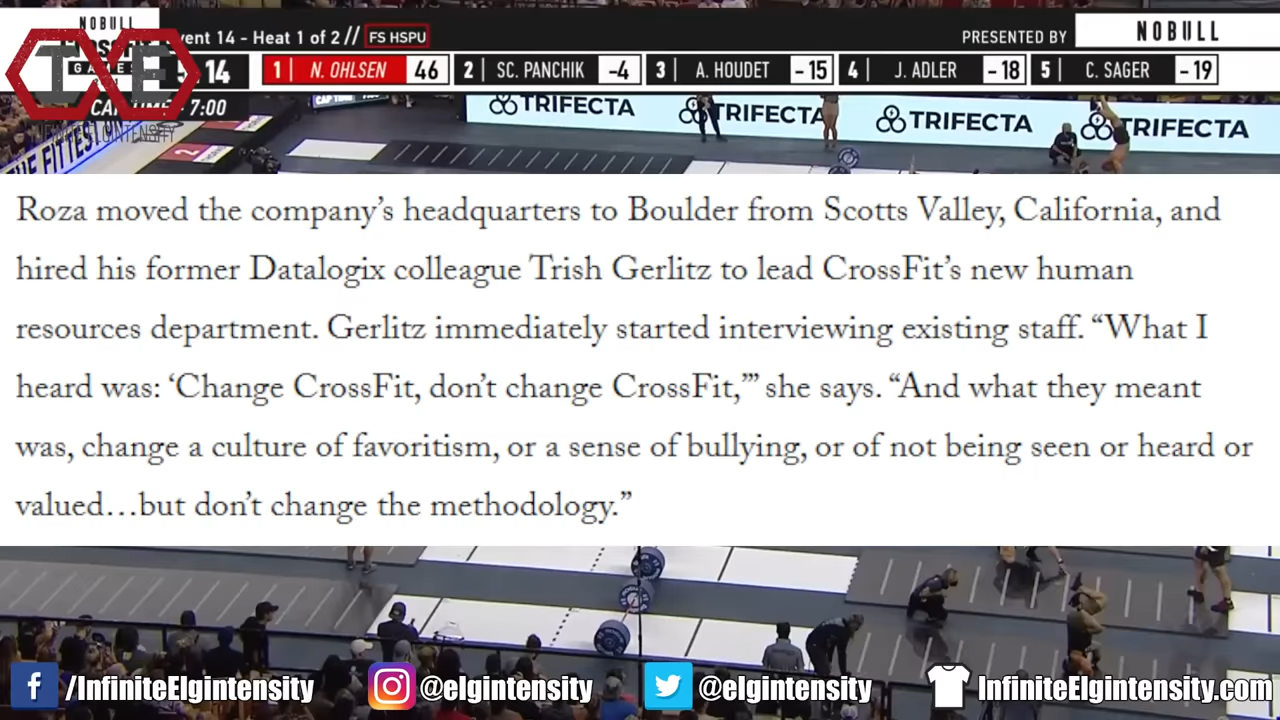 NOBULL
GAMES
vent 14 - Heat 1 of 2 // FS HSPU
PRESENTED BY NOBULL
14
1 N. OHLSEN 46 2 SC. PANCHIK -4 3 A. HOUDET -15 4 J. ADLER -18 5 C. SAGER -19
IXE
7:00
TRIFECTA TRIFECTA TRIFECTA TRIFECTA
2
Roza moved the company’s headquarters to Boulder from Scotts Valley, California, and
hired his former Datalogix colleague Trish Gerlitz to lead CrossFit’s new human
resources department. Gerlitz immediately started interviewing existing staff. “What I
heard was: ‘Change CrossFit, don’t change CrossFit,’” she says. “And what they meant
was, change a culture of favoritism, or a sense of bullying, or of not being seen or heard or
valued…but don’t change the methodology.”
/InfiniteElgintensity @elgintensity @elgintensity InfiniteElgintensity.com